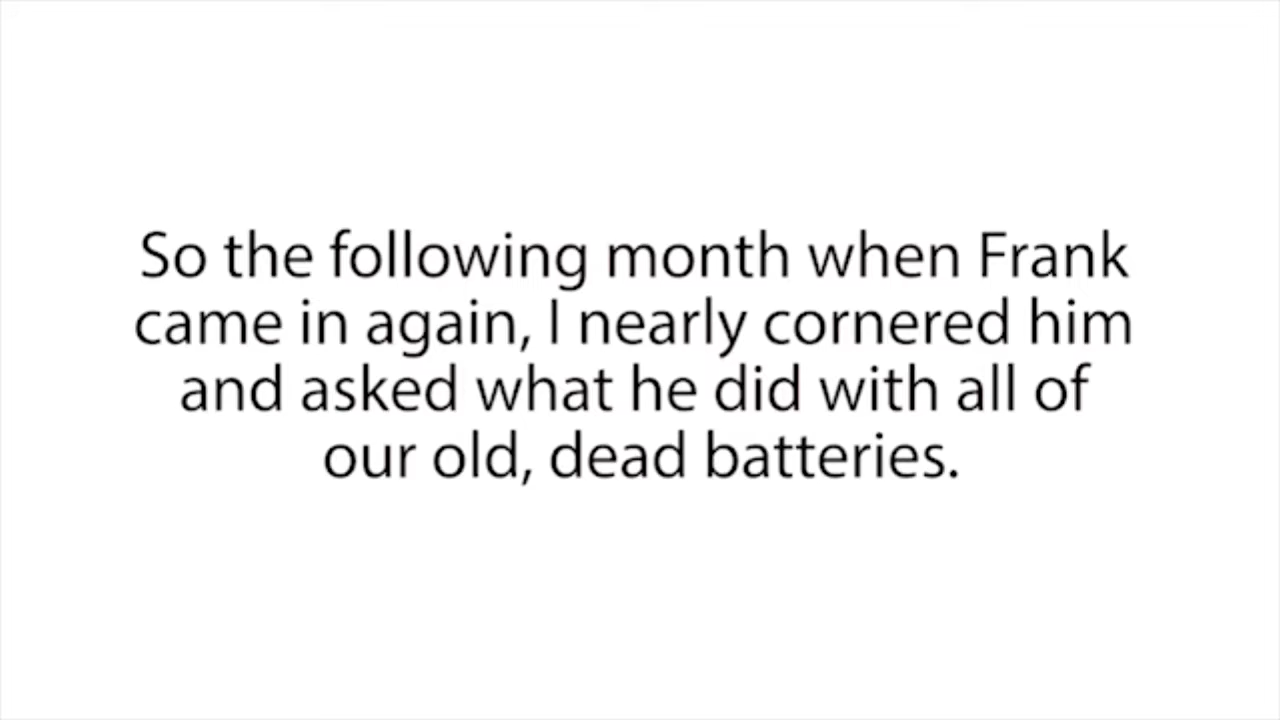 So the following month when Frank
came in again, I nearly cornered him
and asked what he did with all of
our old, dead batteries.